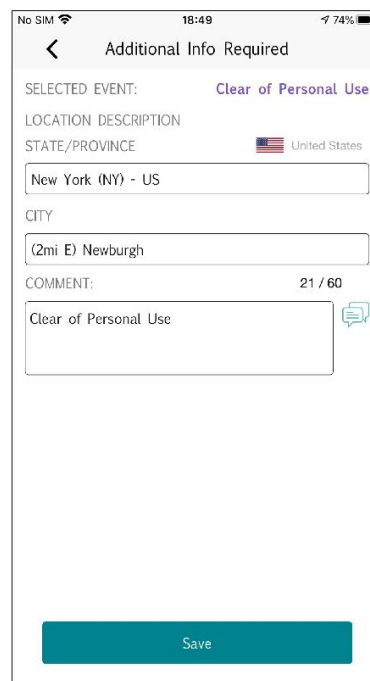 No SIM 18:49 74%
Additional Info Required
SELECTED EVENT: Clear of Personal Use
LOCATION DESCRIPTION
STATE/PROVINCE United States
New York (NY) - US
CITY
(2mi E) Newburgh
COMMENT: 21 / 60
Clear of Personal Use
Save